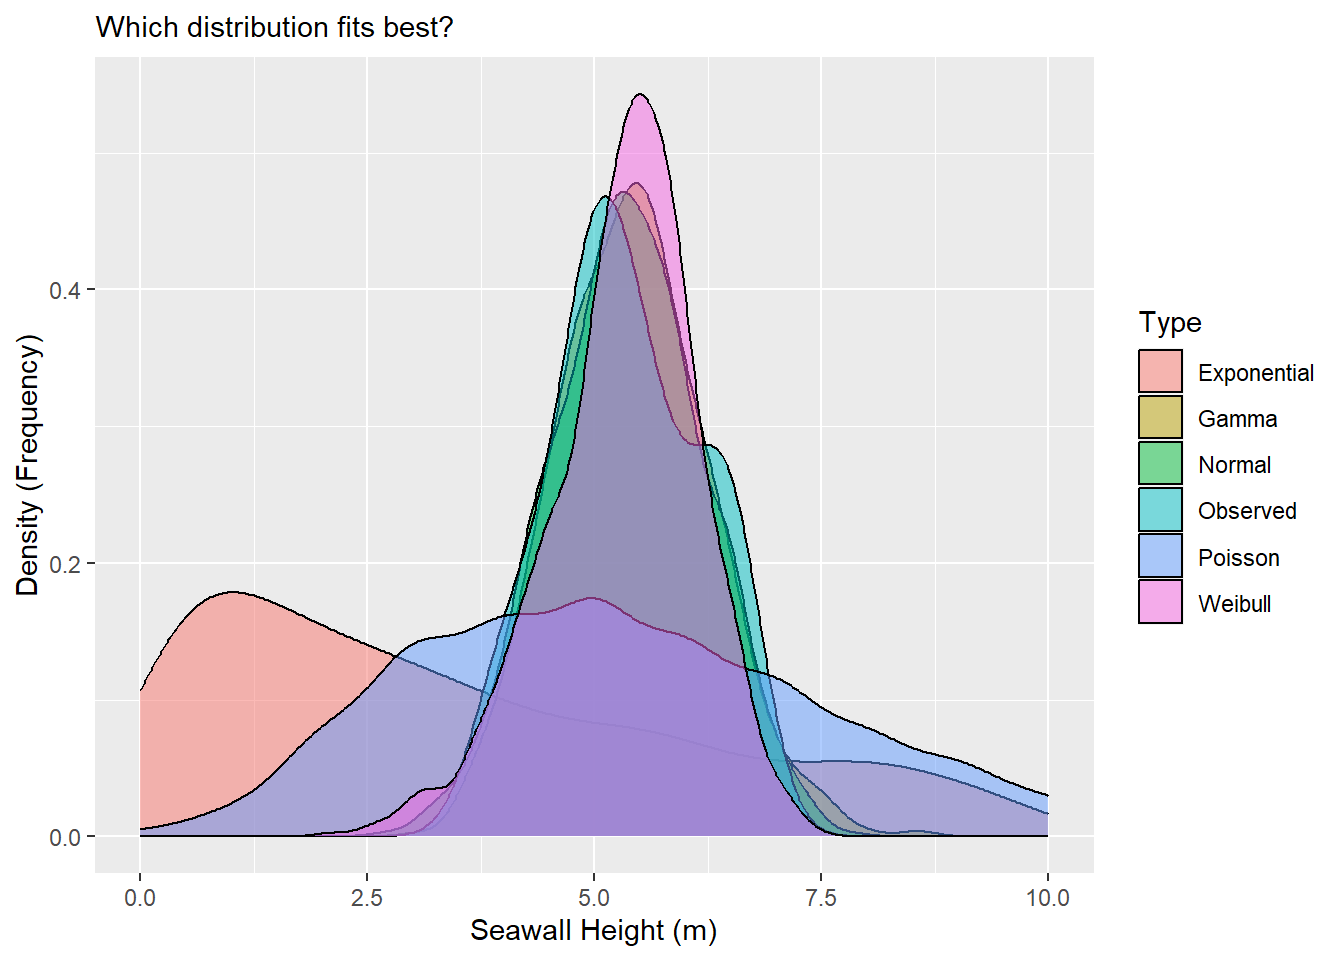 Which distribution fits best?
Density (Frequency)
0.4
0.2
0.0
0.0 2.5 5.0 7.5 10.0
Seawall Height (m)
Type
Exponential
Gamma
Normal
Observed
Poisson
Weibull